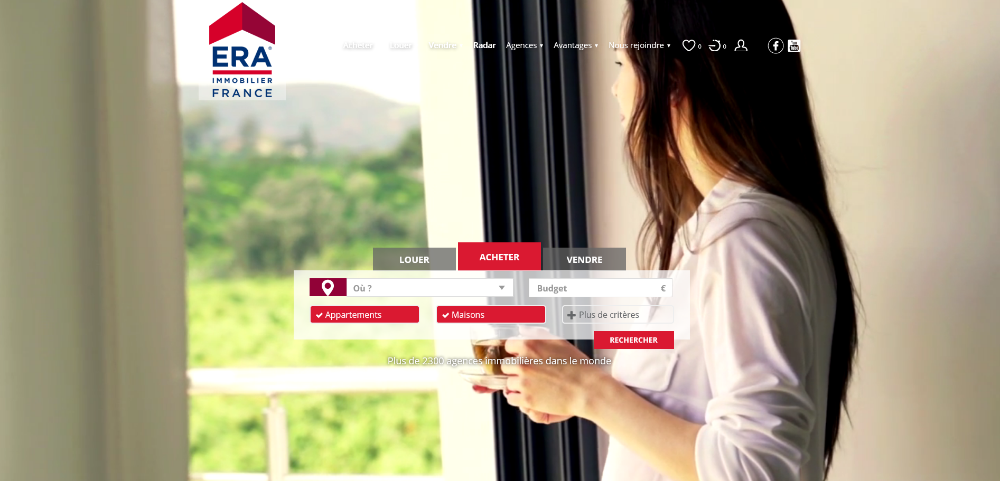 ERA®
IMMOBILIER
FRANCE
Acheter Louer Vendre Radar Agences ▼ Avantages ▼ Nous rejoindre ▼ 0 0 f You Tube
LOUER ACHETER VENDRE
Où ? Budget €
Appartements Maisons Plus de critères
RECHERCHER
Plus de 2300 agences immobilières dans le monde